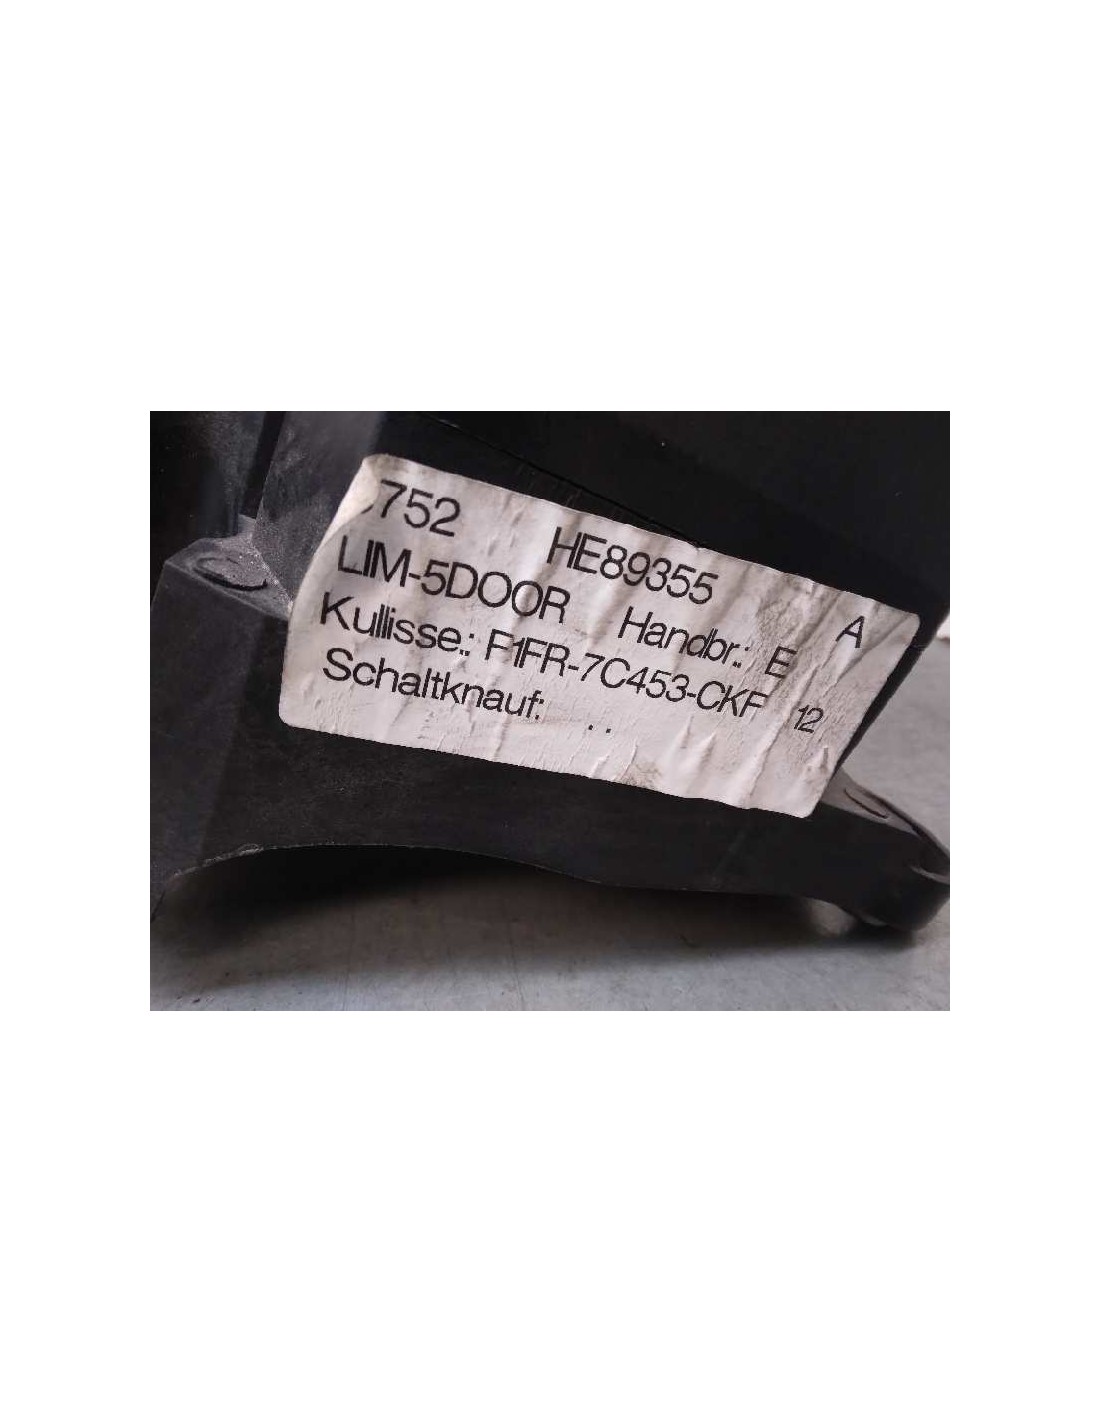 752 HE89355 A
LIM-5DOOR Handbr.: E
Kullisse.: F1FR-7C453-CKF 12
Schaltknauf: . .